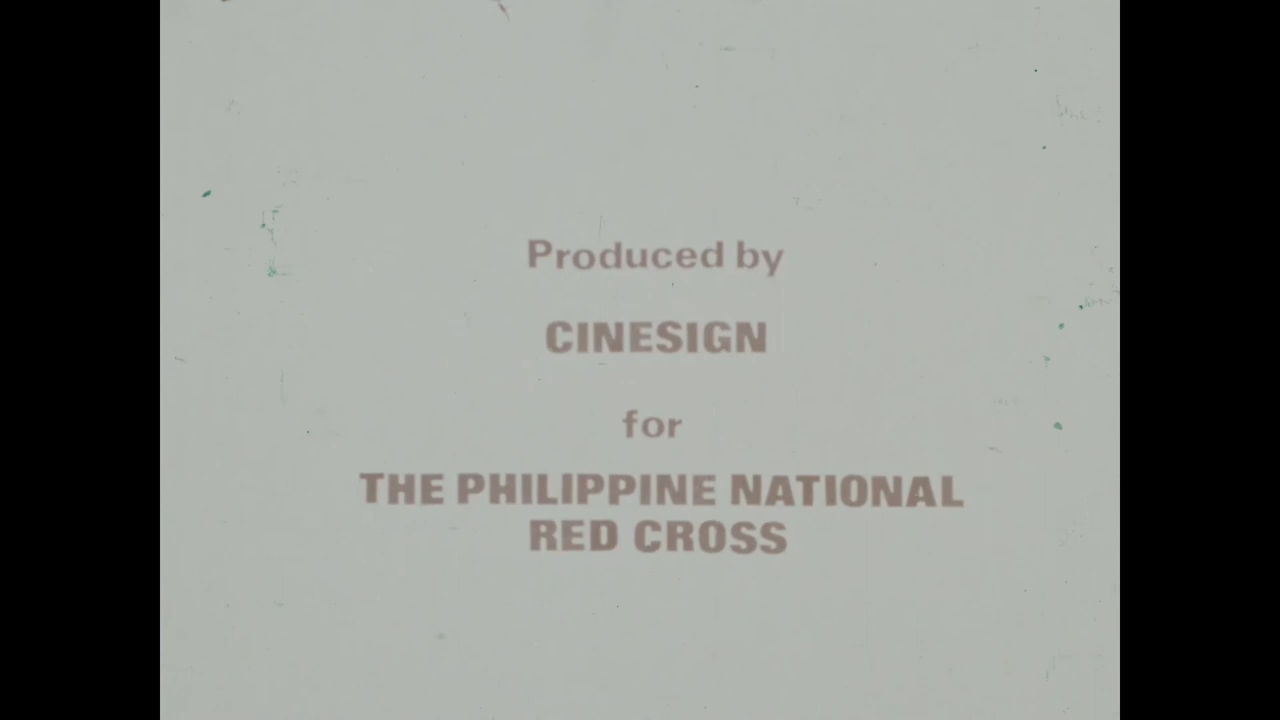 Produced by
CINESIGN
for
THE PHILIPPINE NATIONAL
RED CROSS